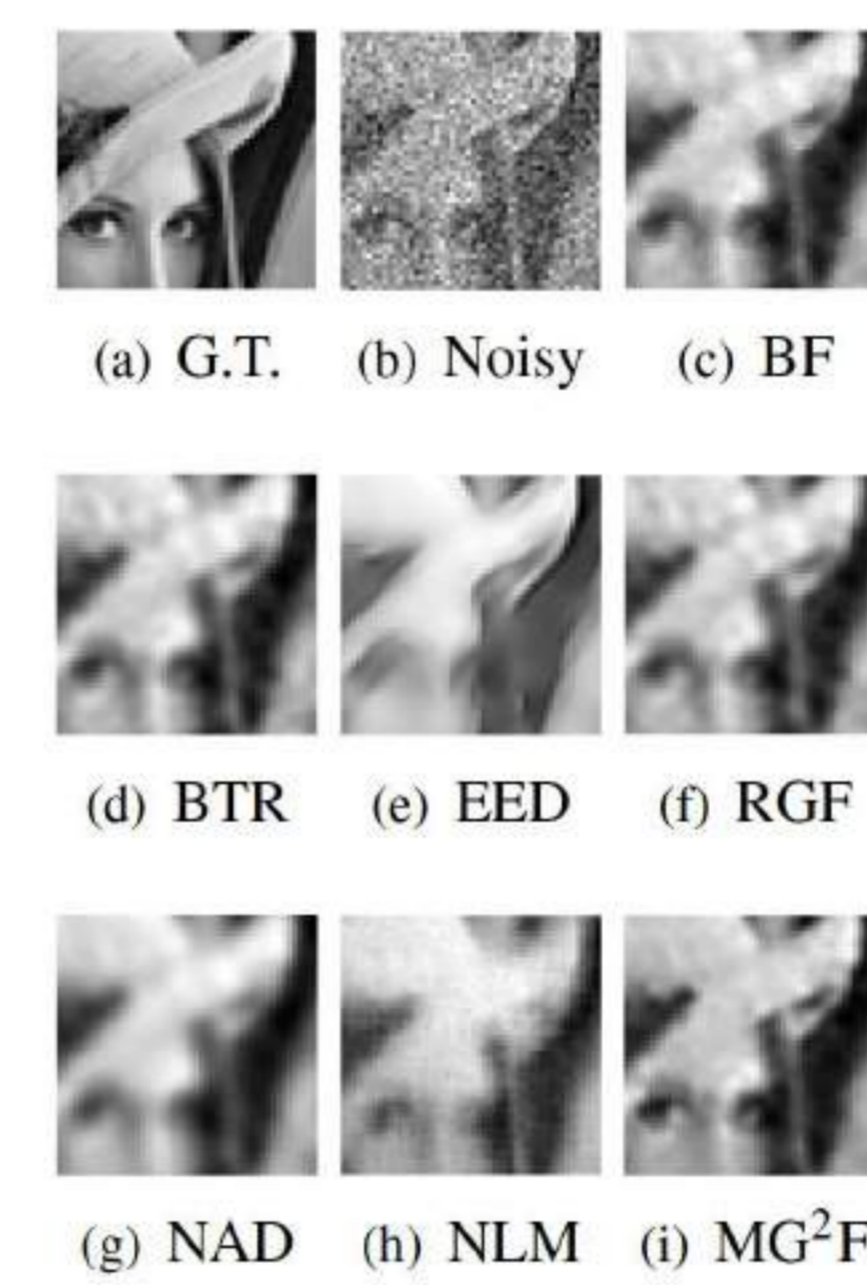 (a) G.T. (b) Noisy (c) BF
(d) BTR (e) EED (f) RGF
(g) NAD (h) NLM (i) MG²F